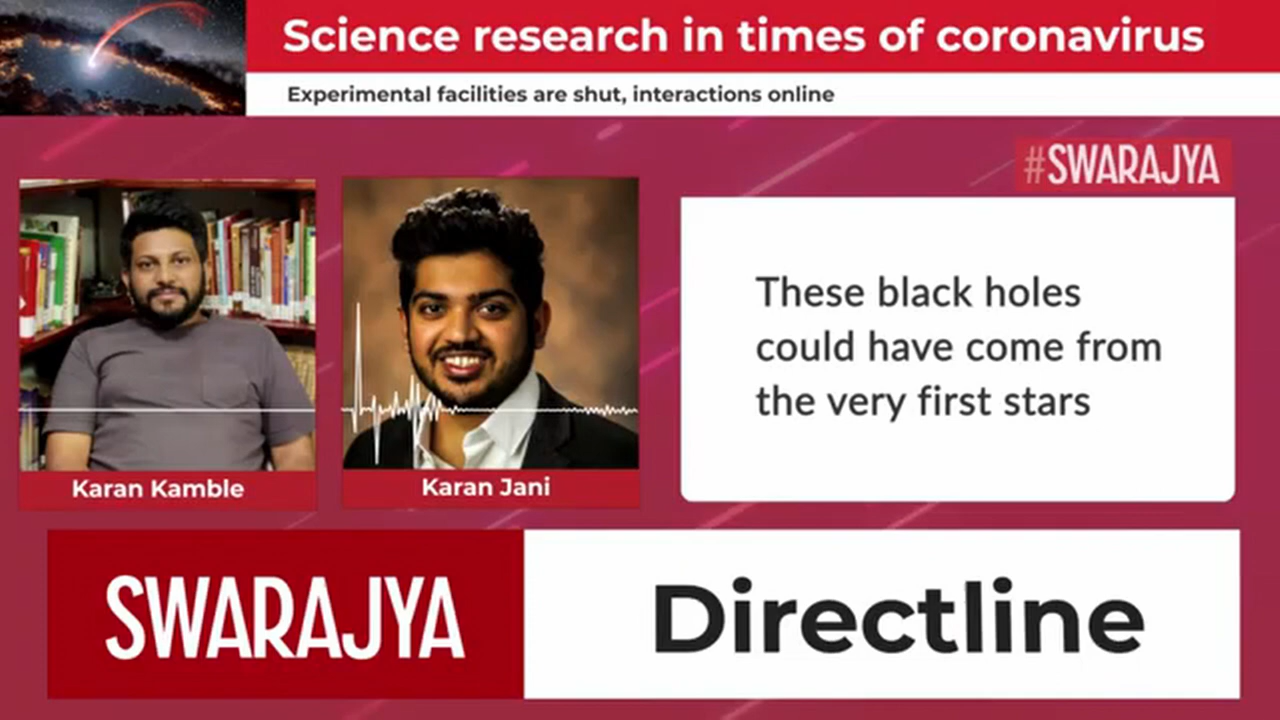 Science research in times of coronavirus
Experimental facilities are shut, interactions online
#SWARAJYA
These black holes
could have come from
the very first stars
Karan Kamble
Karan Jani
SWARAJYA
Directline